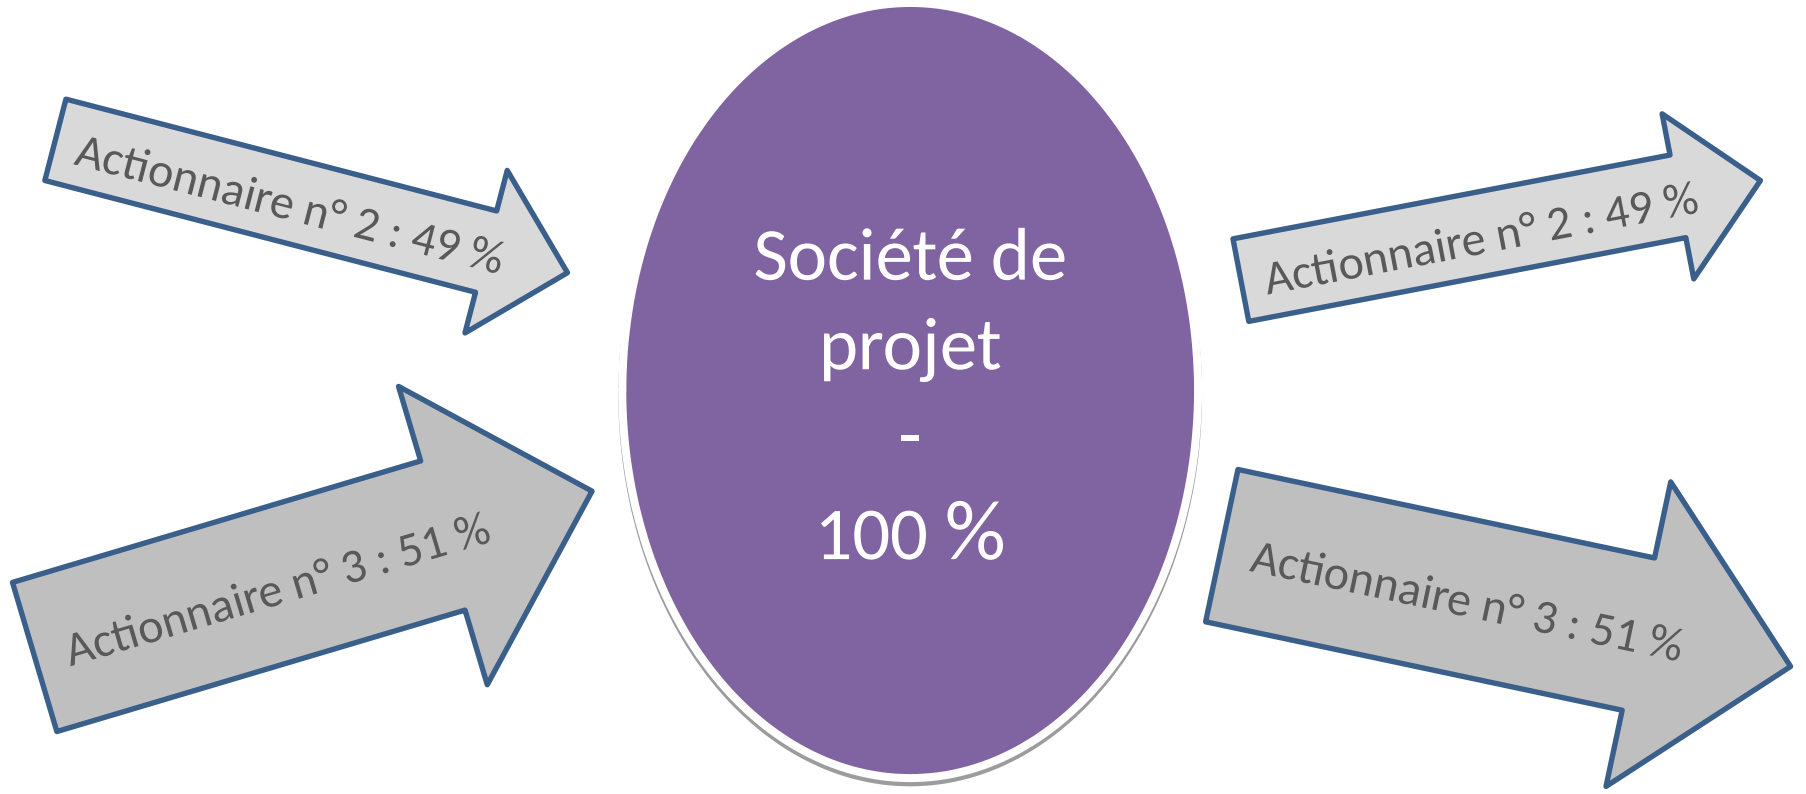 Actionnaire n° 2 : 49 %
Actionnaire n° 3 : 51 %
Société de
projet
-
100 %
Actionnaire n° 2 : 49 %
Actionnaire n° 3 : 51 %